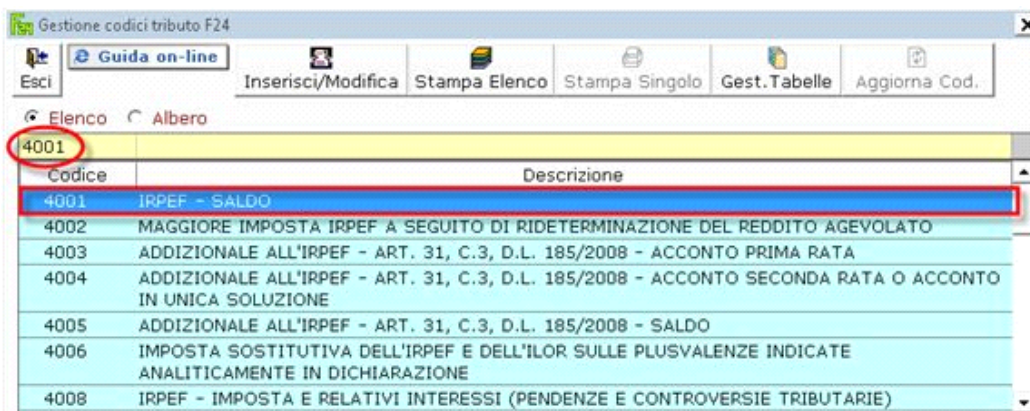 Gestione codici tributo F24
Esci
Guida on-line
Inserisci/Modifica
Stampa Elenco
Stampa Singolo
Gest.Tabelle
Aggiorna Cod.
Elenco Albero
4001
Codice Descrizione
4001 IRPEF - SALDO
4002 MAGGIORE IMPOSTA IRPEF A SEGUITO DI RIDETERMINAZIONE DEL REDDITO AGEVOLATO
4003 ADDIZIONALE ALL'IRPEF - ART. 31, C.3, D.L. 185/2008 - ACCONTO PRIMA RATA
4004 ADDIZIONALE ALL'IRPEF - ART. 31, C.3, D.L. 185/2008 - ACCONTO SECONDA RATA O ACCONTO
IN UNICA SOLUZIONE
4005 ADDIZIONALE ALL'IRPEF - ART. 31, C.3, D.L. 185/2008 - SALDO
4006 IMPOSTA SOSTITUTIVA DELL'IRPEF E DELL'ILOR SULLE PLUSVALENZE INDICATE
ANALITICAMENTE IN DICHIARAZIONE
4008 IRPEF - IMPOSTA E RELATIVI INTERESSI (PENDENZE E CONTROVERSIE TRIBUTARIE)